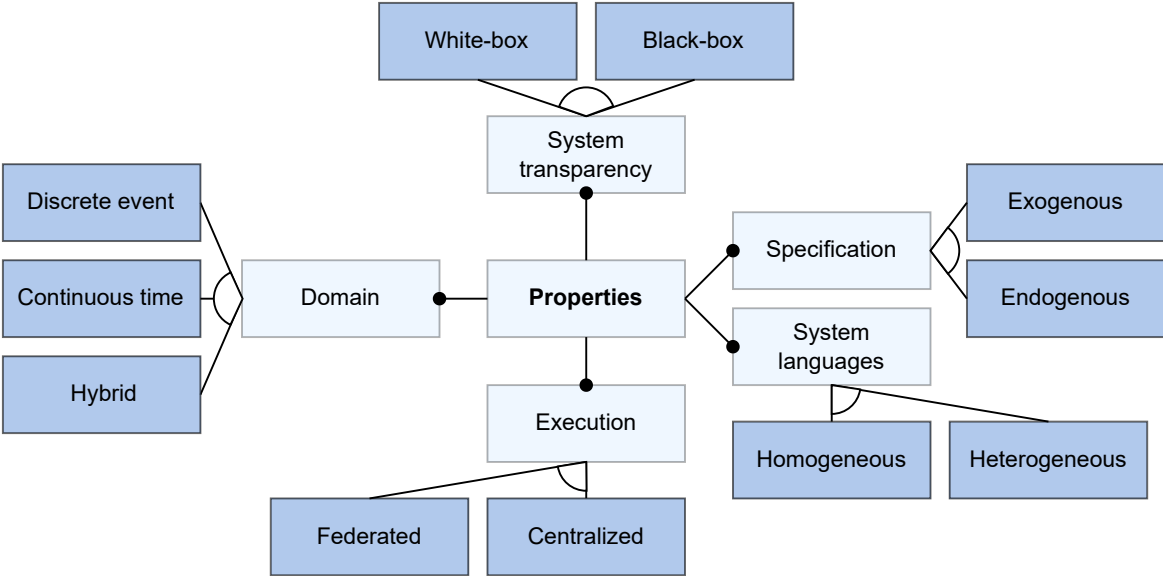 White-box
Black-box
System
transparency
Discrete event
Continuous time
Hybrid
Domain
Properties
Specification
Exogenous
Endogenous
System
languages
Homogeneous
Heterogeneous
Execution
Federated
Centralized